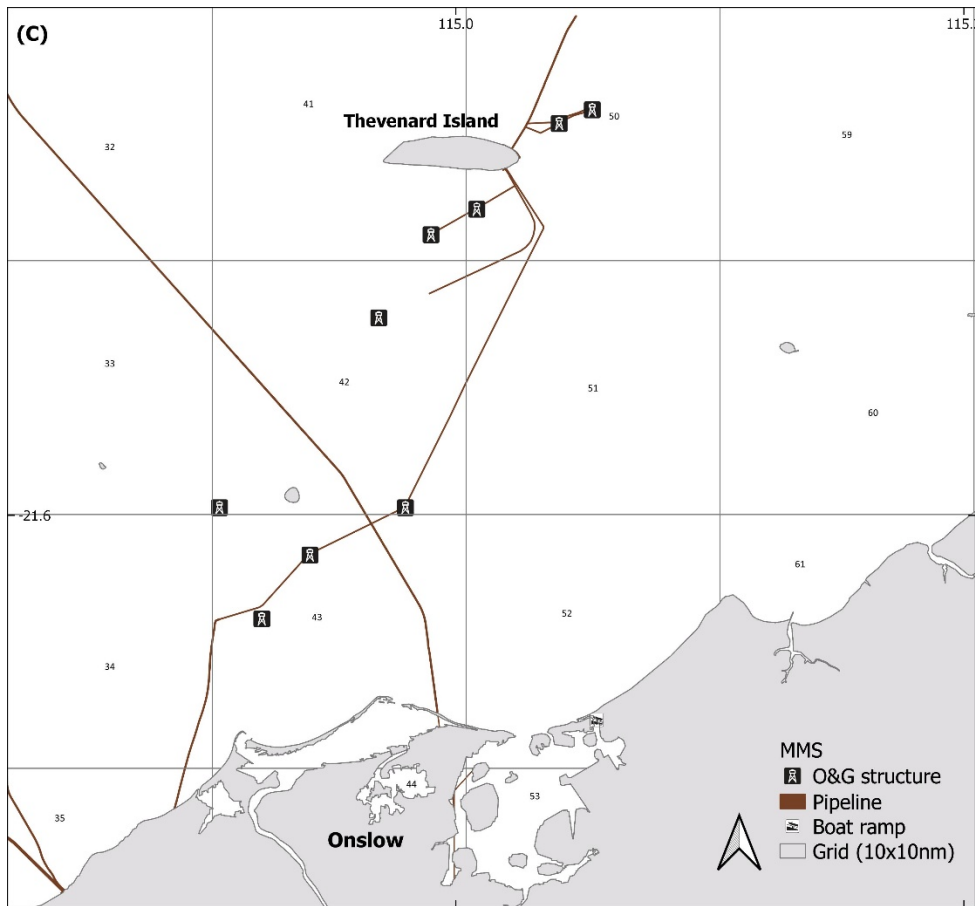 (C)
115.0
115.
41
50
59
Thevenard Island
32
33
42
51
60
-21.6
61
43
52
34
MMS
O&G structure
44
53
Pipeline
35
Boat ramp
Onslow
Grid (10x10nm)